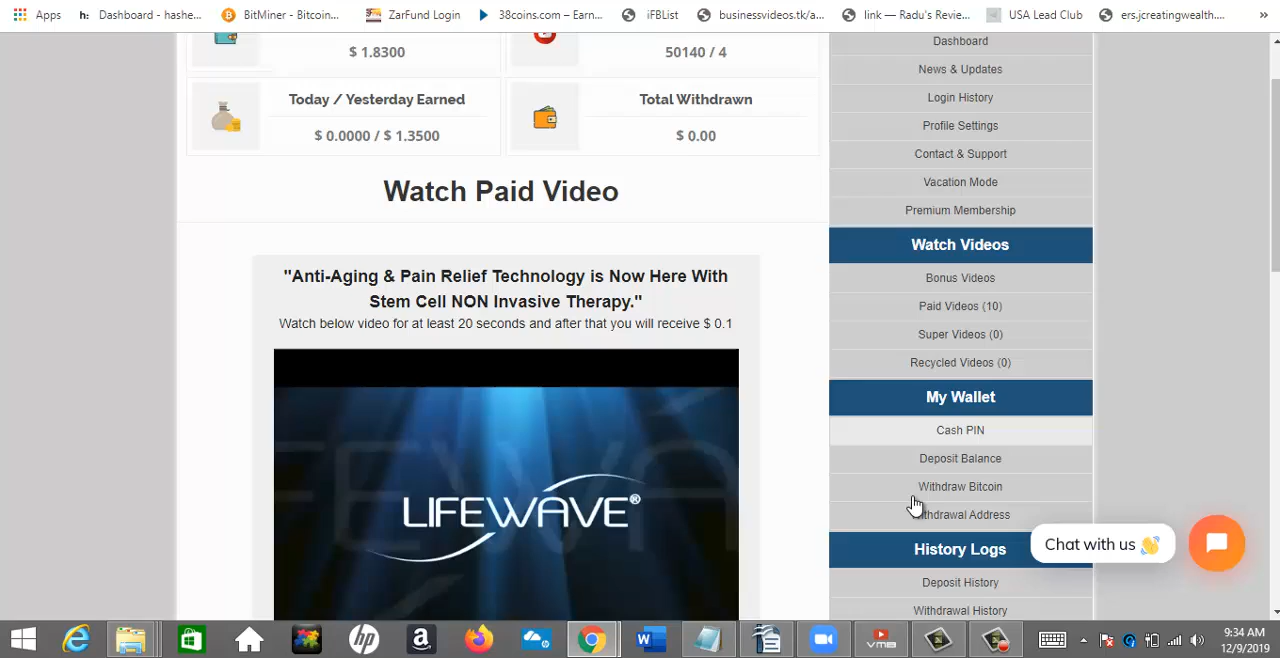 Apps
h: Dashboard - hashe...
BitMiner - Bitcoin...
ZarFund Login
38coins.com – Earn...
iFBList
businessvideos.tk/a...
link — Radu's Revie...
USA Lead Club
ers.jcreatingwealth....
»
$ 1.8300
50140 / 4
Today / Yesterday Earned
$ 0.0000 / $ 1.3500
Total Withdrawn
$ 0.00
Watch Paid Video
"Anti-Aging & Pain Relief Technology is Now Here With
Stem Cell NON Invasive Therapy."
Watch below video for at least 20 seconds and after that you will receive $ 0.1
LIFEWAVE®
Dashboard
News & Updates
Login History
Profile Settings
Contact & Support
Vacation Mode
Premium Membership
Watch Videos
Bonus Videos
Paid Videos (10)
Super Videos (0)
Recycled Videos (0)
My Wallet
Cash PIN
Deposit Balance
Withdraw Bitcoin
Withdrawal Address
History Logs
Deposit History
Withdrawal History
Chat with us 👋
9:34 AM
12/9/2019